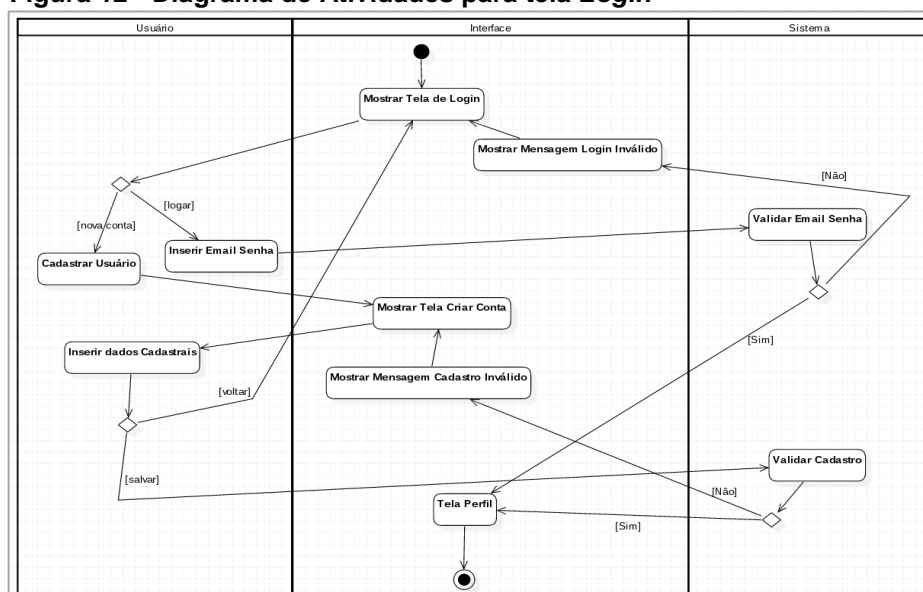 Figura 12 - Diagrama de Atividades para tela Login
Usuário
Interface
Sistema
Mostrar Tela de Login
Mostrar Mensagem Login Inválido
[Não]
[logar]
[nova conta]
Validar Email Senha
Inserir Email Senha
Cadastrar Usuário
Mostrar Tela Criar Conta
[Sim]
Inserir dados Cadastrais
Mostrar Mensagem Cadastro Inválido
[voltar]
Validar Cadastro
[salvar]
[Não]
Tela Perfil
[Sim]